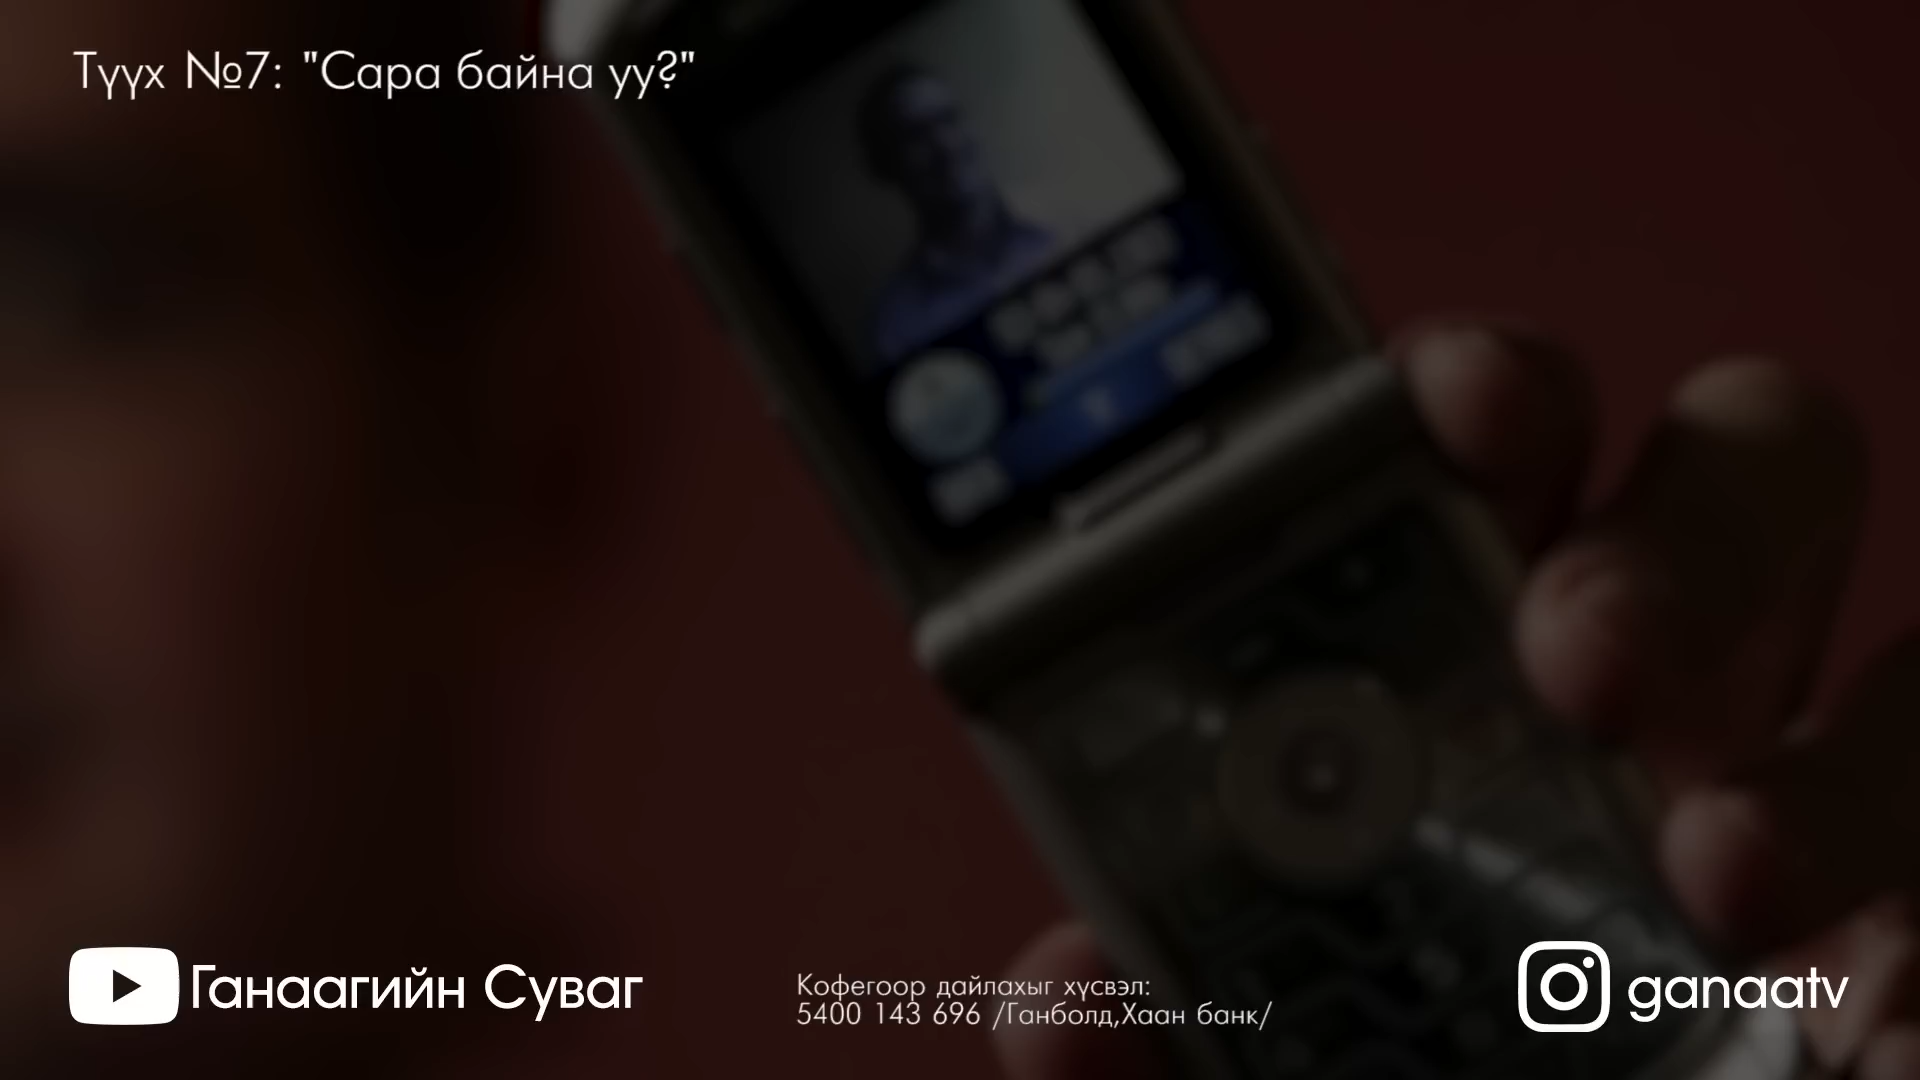 Түүх №7: "Сара байна уу?"
Ганаагийн Суваг
Кофегоор дайлахыг хүсвэл:
5400 143 696 /Ганболд,Хаан банк/
ganaatv